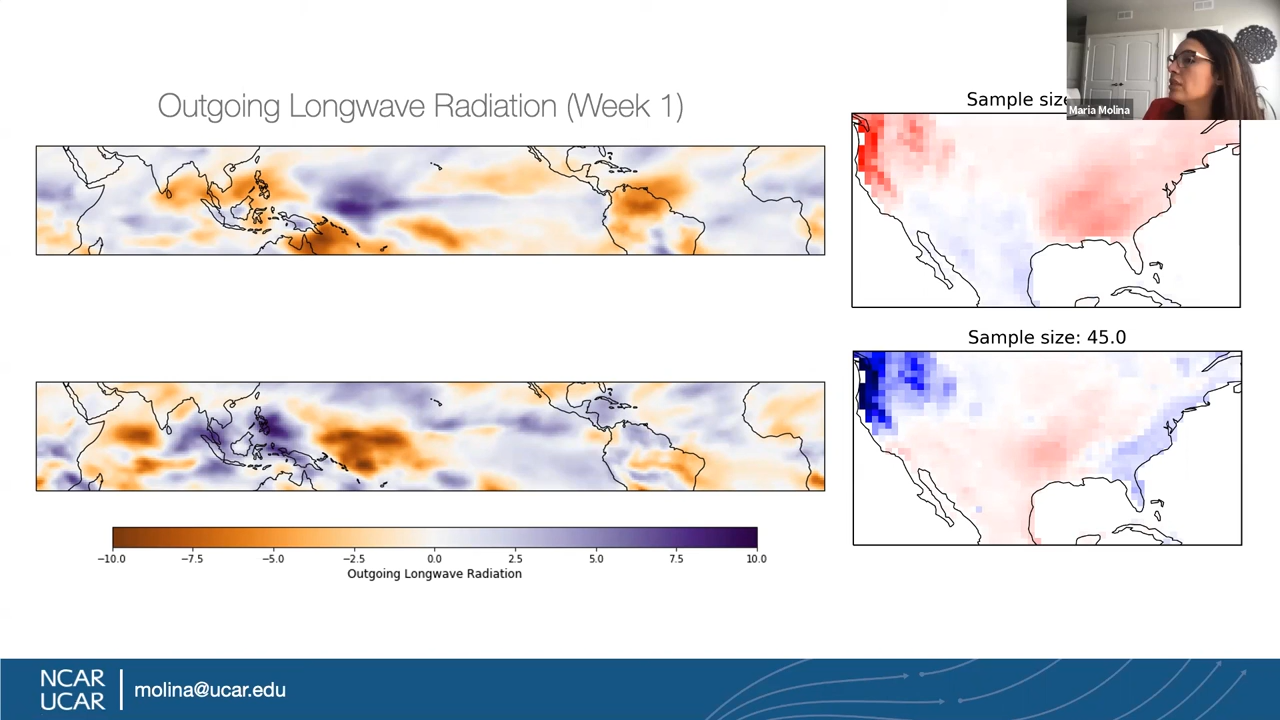 Outgoing Longwave Radiation (Week 1)
Sample size
Maria Molina
Sample size: 45.0
−10.0 −7.5 −5.0 −2.5 0.0 2.5 5.0 7.5 10.0
Outgoing Longwave Radiation
NCAR
UCAR
molina@ucar.edu